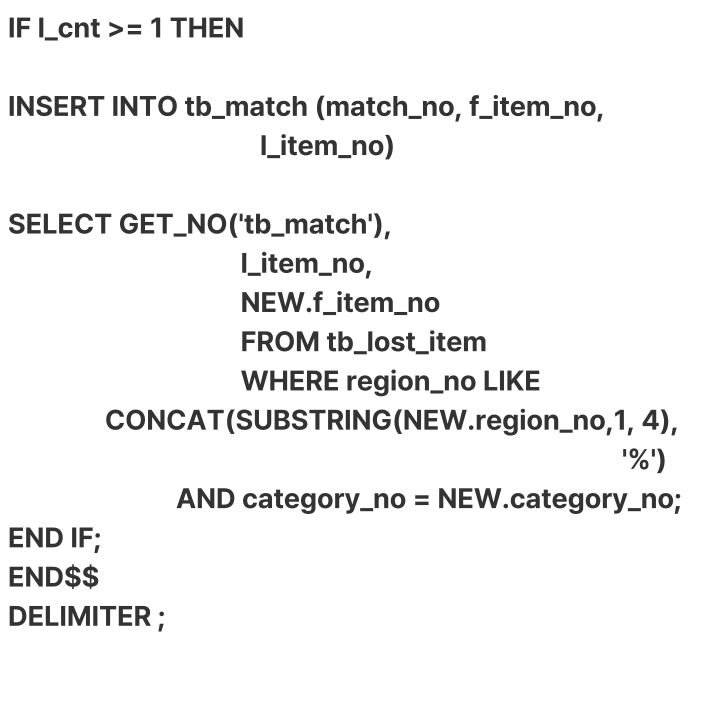 IF l_cnt >= 1 THEN
INSERT INTO tb_match (match_no, f_item_no,
l_item_no)
SELECT GET_NO('tb_match'),
l_item_no,
NEW.f_item_no
FROM tb_lost_item
WHERE region_no LIKE
CONCAT(SUBSTRING(NEW.region_no,1, 4),
'%')
AND category_no = NEW.category_no;
END IF;
END$$
DELIMITER ;